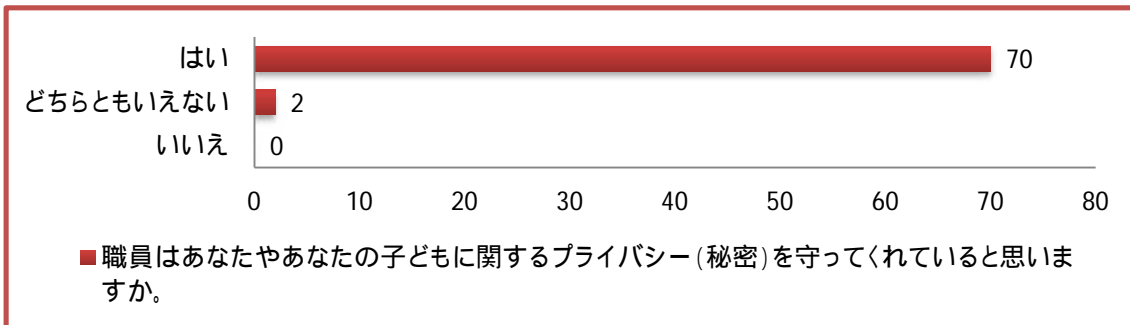 はい 70
どちらともいえない 2
いいえ 0
0 10 20 30 40 50 60 70 80
職員はあなたやあなたの子どもに関するプライバシー(秘密)を守ってくれていると思いま
すか。